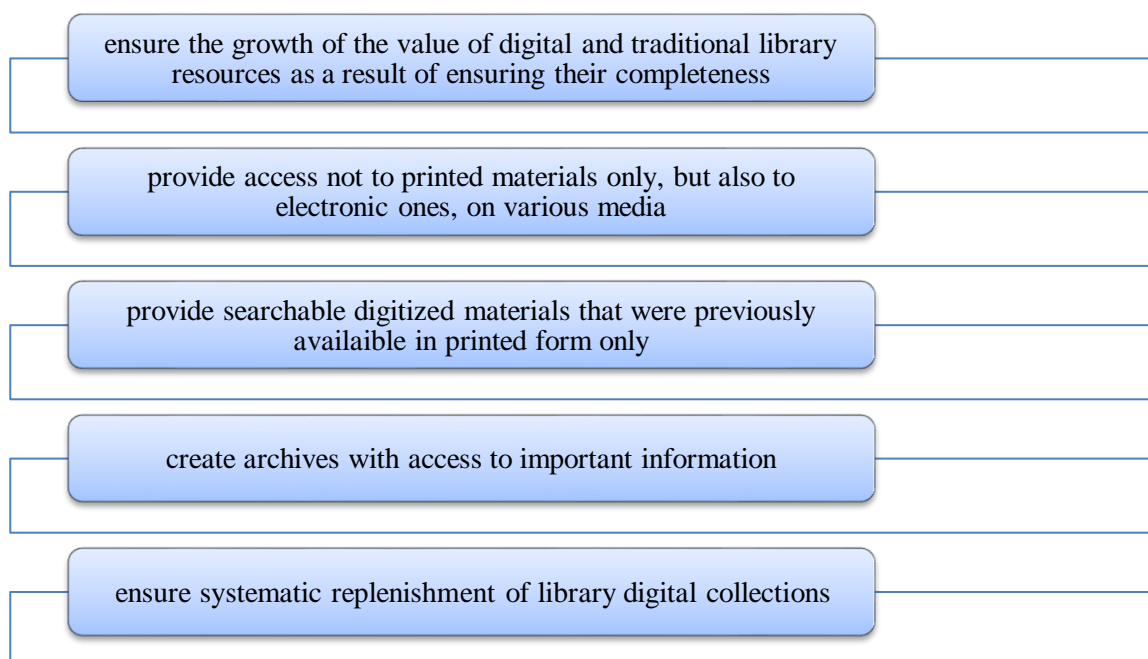 ensure the growth of the value of digital and traditional library
resources as a result of ensuring their completeness
provide access not to printed materials only, but also to
electronic ones, on various media
provide searchable digitized materials that were previously
availaible in printed form only
create archives with access to important information
ensure systematic replenishment of library digital collections